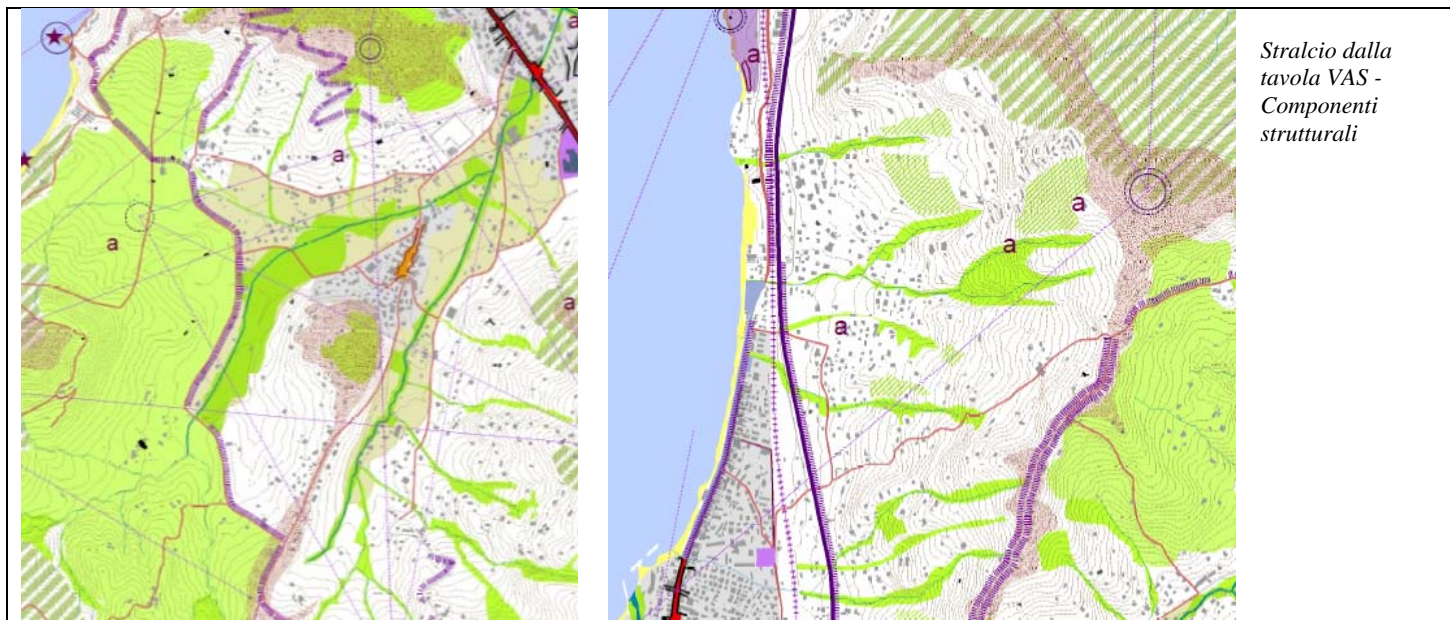 a
a
a
a
a
a
a
a
a
Stralcio dalla
tavola VAS -
Componenti
strutturali